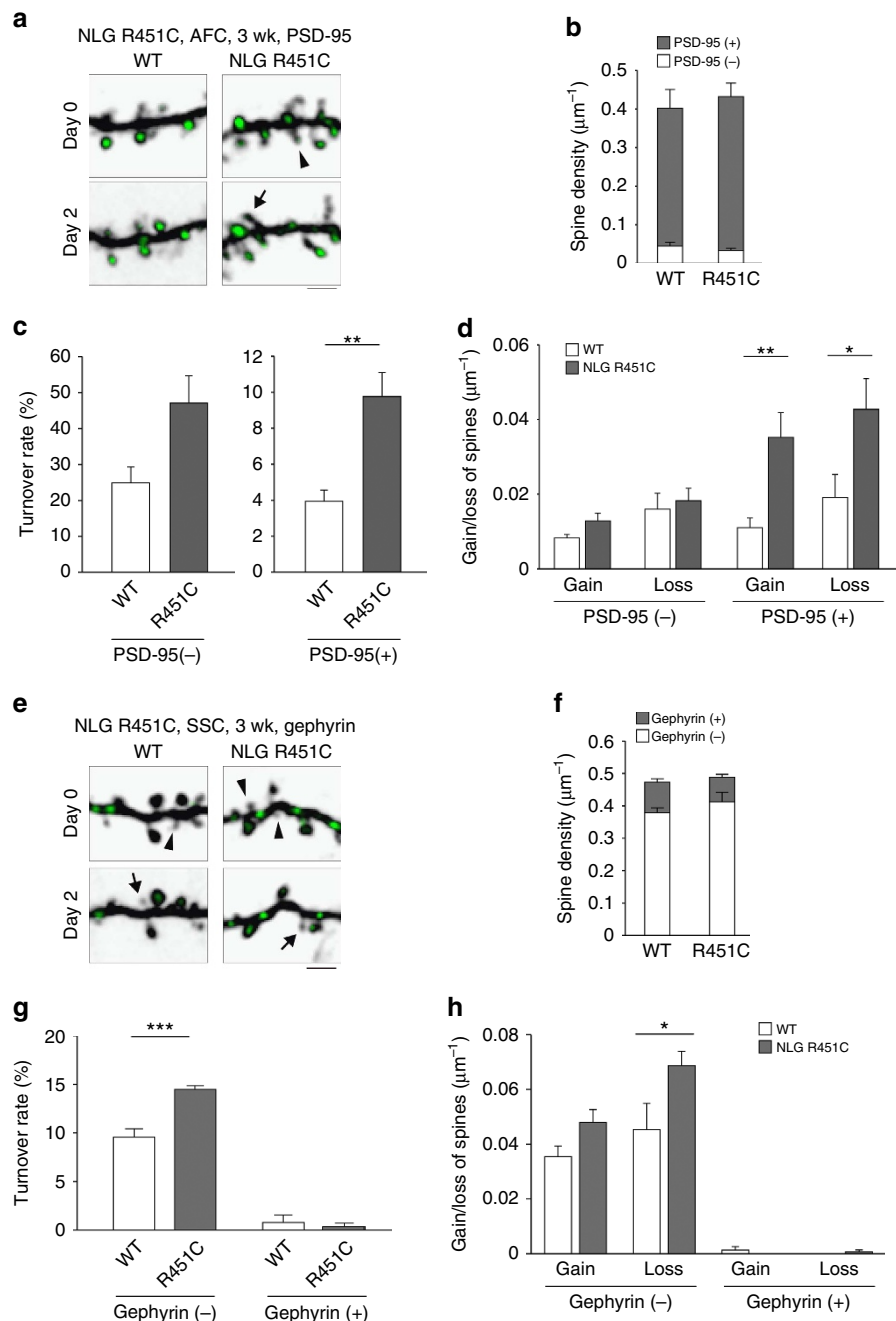 a
NLG R451C, AFC, 3 wk, PSD-95
WT
NLG R451C
Day 0
Day 2
b
PSD-95 (+)
PSD-95 (−)
Spine density (μm⁻¹)
0.5
0.4
0.3
0.2
0.1
0
WT
R451C
c
Turnover rate (%)
60
50
40
30
20
10
0
WT
R451C
PSD-95(−)
12
10
8
6
4
2
0
**
WT
R451C
PSD-95(+)
d
WT
NLG R451C
Gain/loss of spines (μm⁻¹)
0.06
0.04
0.02
0
**
*
Gain
Loss
Gain
Loss
PSD-95 (−)
PSD-95 (+)
e
NLG R451C, SSC, 3 wk, gephyrin
WT
NLG R451C
Day 0
Day 2
f
Gephyrin (+)
Gephyrin (−)
Spine density (μm⁻¹)
0.6
0.5
0.4
0.3
0.2
0.1
0
WT
R451C
g
Turnover rate (%)
20
15
10
5
0
***
WT
R451C
WT
R451C
Gephyrin (−)
Gephyrin (+)
h
WT
NLG R451C
Gain/loss of spines (μm⁻¹)
0.08
0.06
0.04
0.02
0
*
Gain
Loss
Gain
Loss
Gephyrin (−)
Gephyrin (+)